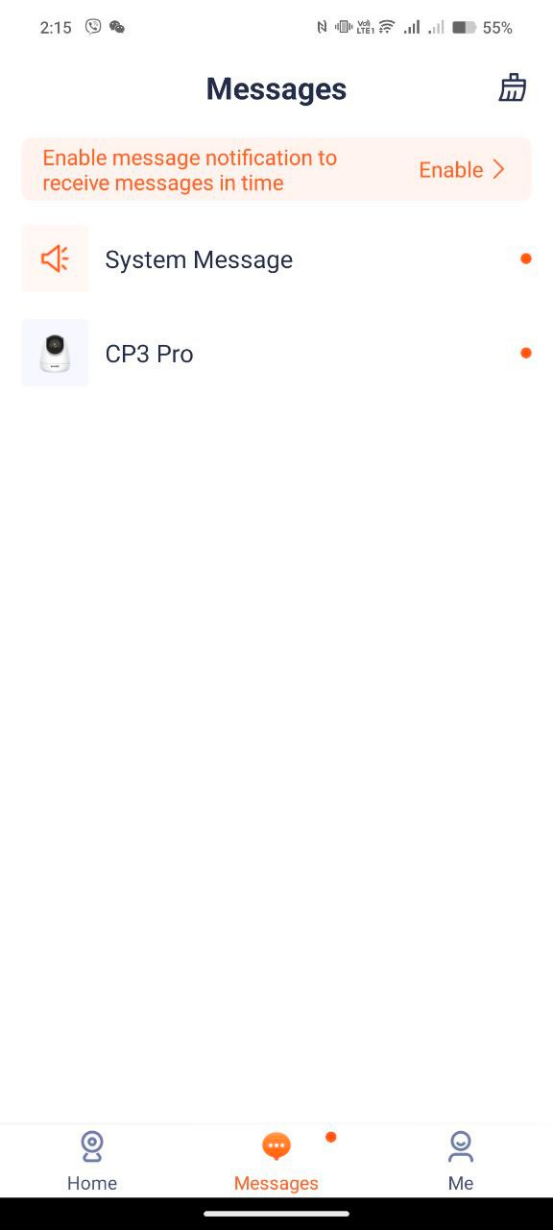 2:15 55%
Messages
Enable message notification to
receive messages in time
Enable
System Message
CP3 Pro
Home Messages Me